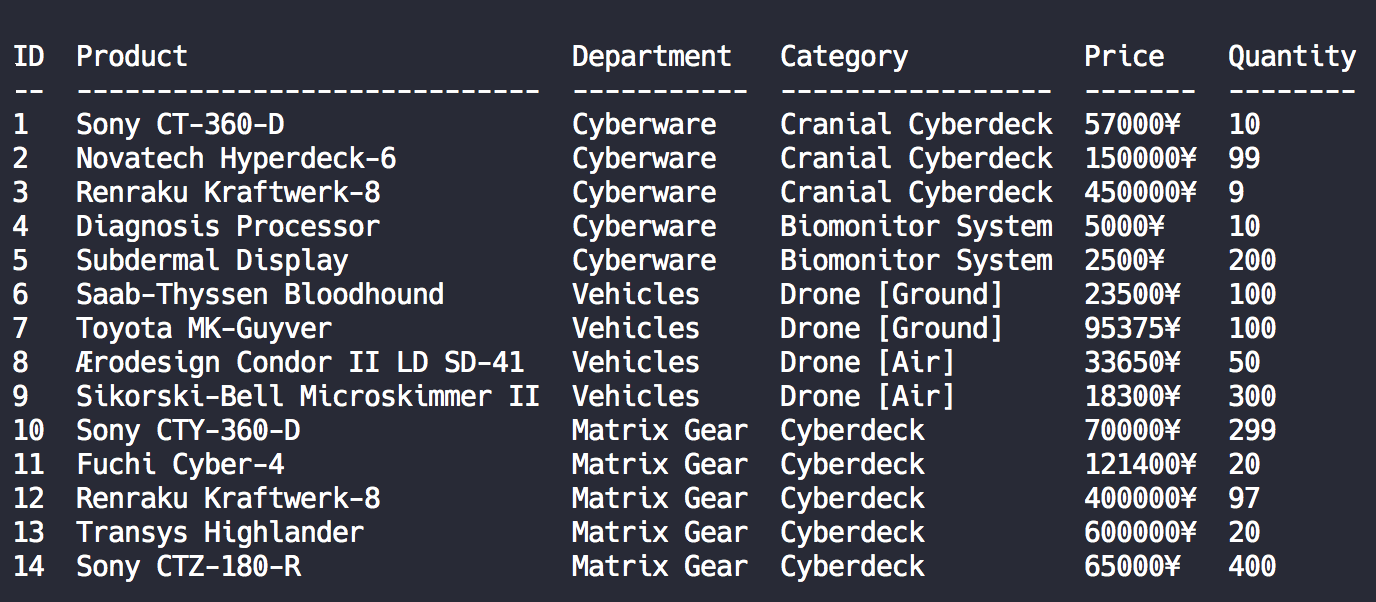 ID  Product                        Department   Category           Price    Quantity
--  -----------------------------  -----------  -----------------  -------  --------
1   Sony CT-360-D                  Cyberware    Cranial Cyberdeck  57000¥   10
2   Novatech Hyperdeck-6           Cyberware    Cranial Cyberdeck  150000¥  99
3   Renraku Kraftwerk-8            Cyberware    Cranial Cyberdeck  450000¥  9
4   Diagnosis Processor            Cyberware    Biomonitor System  5000¥    10
5   Subdermal Display              Cyberware    Biomonitor System  2500¥    200
6   Saab-Thyssen Bloodhound        Vehicles     Drone [Ground]     23500¥   100
7   Toyota MK-Guyver               Vehicles     Drone [Ground]     95375¥   100
8   Ærodesign Condor II LD SD-41   Vehicles     Drone [Air]        33650¥   50
9   Sikorski-Bell Microskimmer II  Vehicles     Drone [Air]        18300¥   300
10  Sony CTY-360-D                 Matrix Gear  Cyberdeck          70000¥   299
11  Fuchi Cyber-4                  Matrix Gear  Cyberdeck          121400¥  20
12  Renraku Kraftwerk-8            Matrix Gear  Cyberdeck          400000¥  97
13  Transys Highlander             Matrix Gear  Cyberdeck          600000¥  20
14  Sony CTZ-180-R                 Matrix Gear  Cyberdeck          65000¥   400